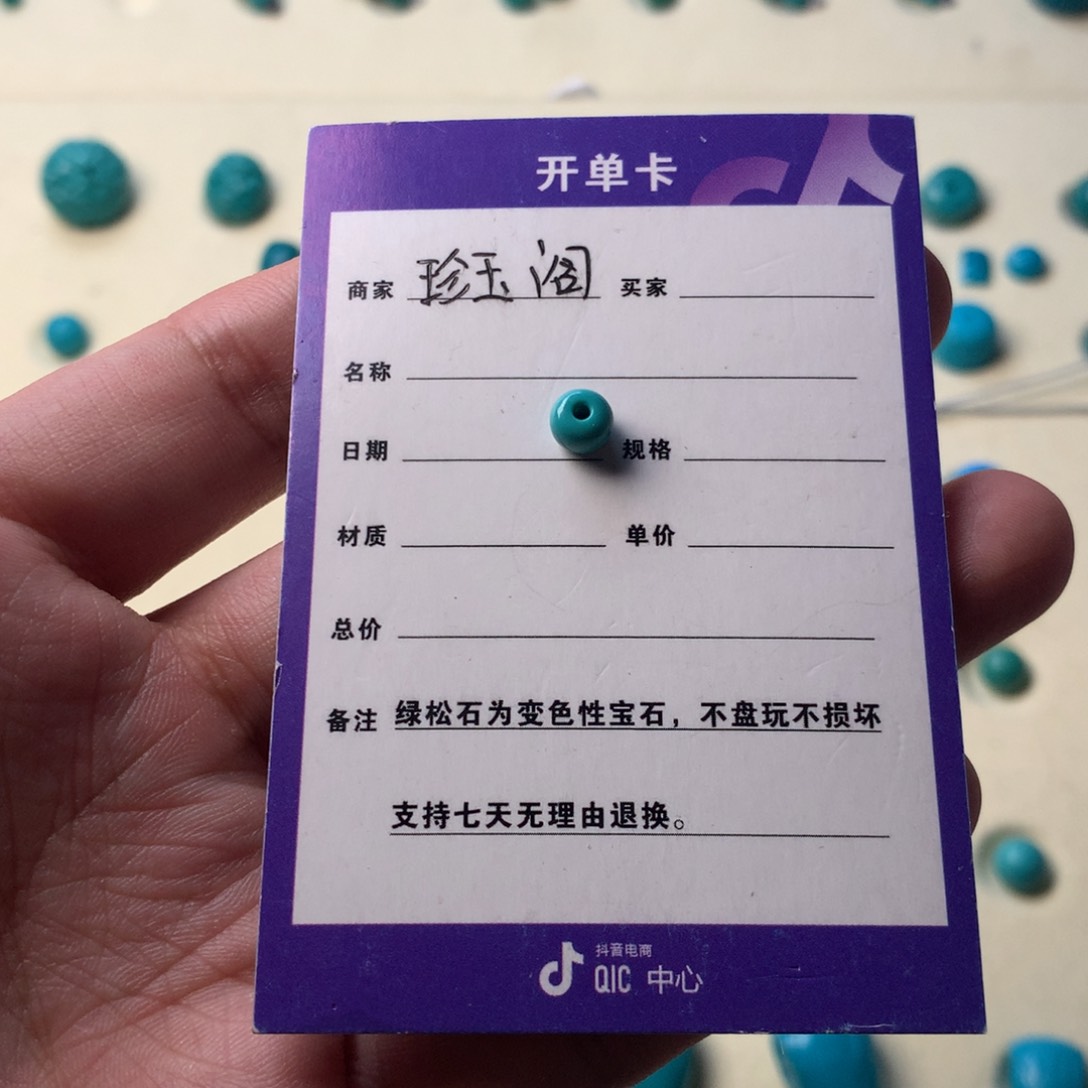 开单卡
商家 珍玉阁 买家
名称
日期 规格
材质 单价
总价
备注 绿松石为变色性宝石，不盘玩不损坏
支持七天无理由退换。
抖音电商
QIC 中心